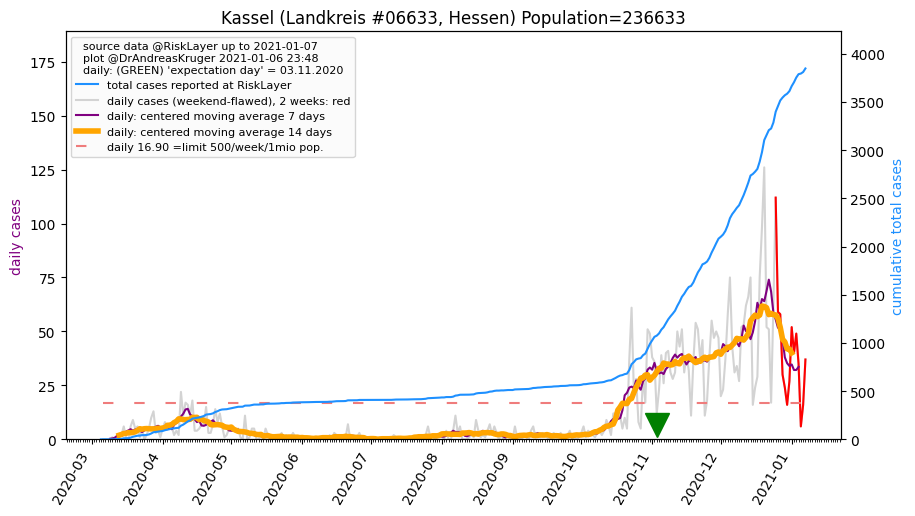 Kassel (Landkreis #06633, Hessen) Population=236633
source data @RiskLayer up to 2021-01-07
plot @DrAndreasKruger 2021-01-06 23:48
daily: (GREEN) 'expectation day' = 03.11.2020
total cases reported at RiskLayer
daily cases (weekend-flawed), 2 weeks: red
daily: centered moving average 7 days
daily: centered moving average 14 days
daily 16.90 =limit 500/week/1mio pop.
daily cases
175
150
125
100
75
50
25
0
cumulative total cases
4000
3500
3000
2500
2000
1500
1000
500
0
2020-03
2020-04
2020-05
2020-06
2020-07
2020-08
2020-09
2020-10
2020-11
2020-12
2021-01